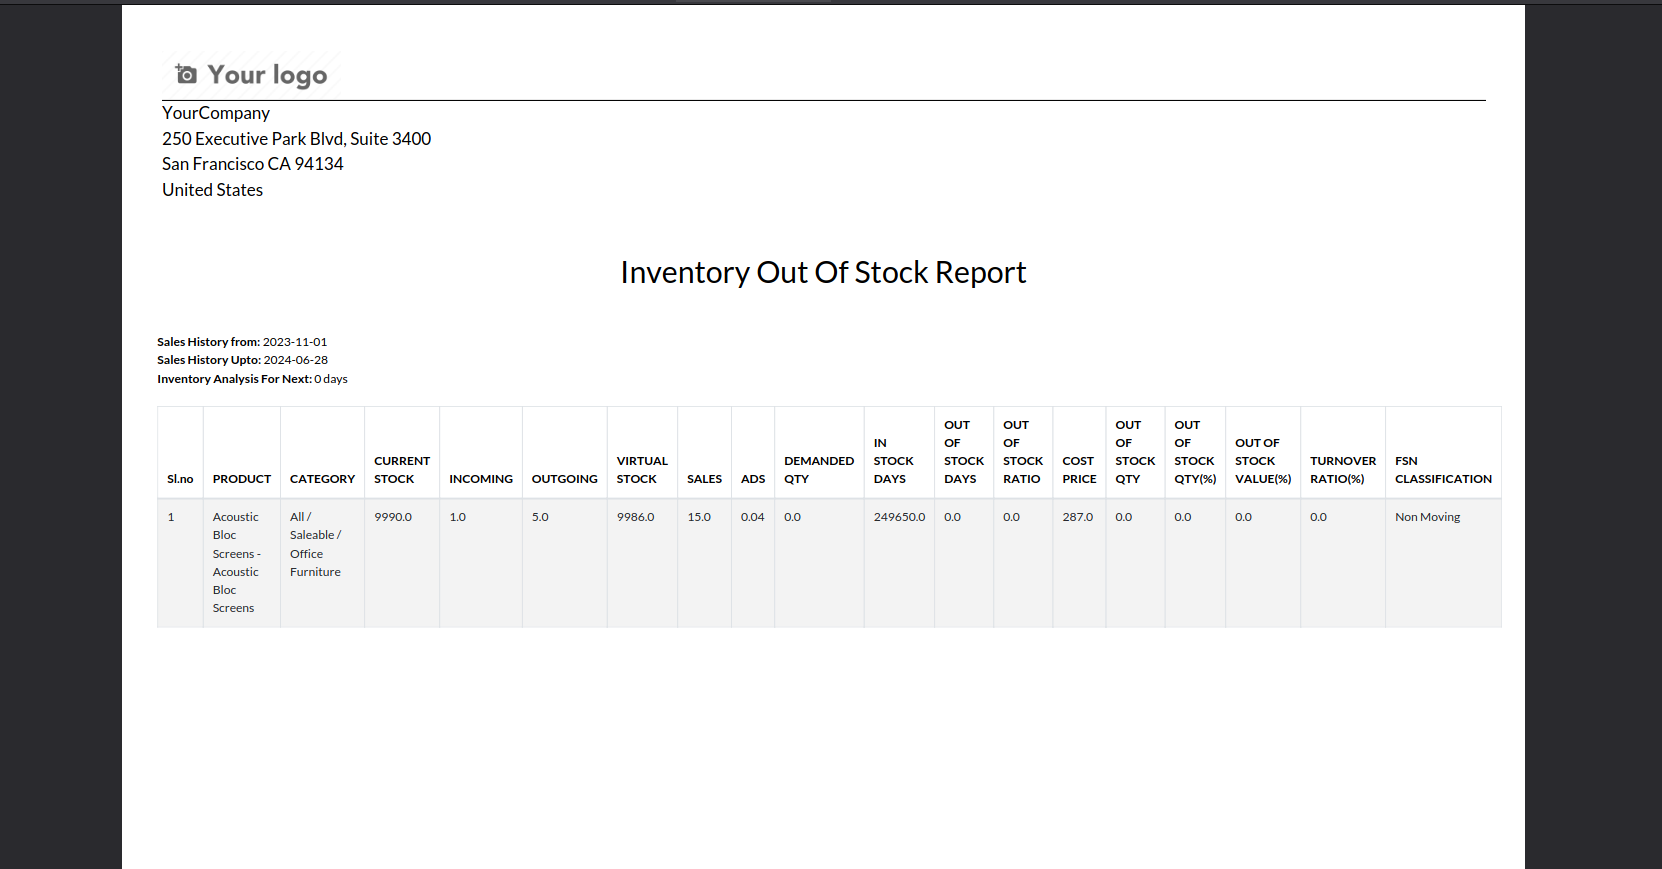 Your logo
YourCompany
250 Executive Park Blvd, Suite 3400
San Francisco CA 94134
United States
Inventory Out Of Stock Report
Sales History from: 2023-11-01
Sales History Upto: 2024-06-28
Inventory Analysis For Next: 0 days
Sl.no
PRODUCT
CATEGORY
CURRENT
STOCK
INCOMING
OUTGOING
VIRTUAL
STOCK
SALES
ADS
DEMANDED
QTY
IN
STOCK
DAYS
OUT
OF
STOCK
DAYS
OUT
OF
STOCK
RATIO
COST
PRICE
OUT
OF
STOCK
QTY
OUT
OF
STOCK
QTY(%)
OUT OF
STOCK
VALUE(%)
TURNOVER
RATIO(%)
FSN
CLASSIFICATION
1
Acoustic
Bloc
Screens -
Acoustic
Bloc
Screens
All /
Saleable /
Office
Furniture
9990.0
1.0
5.0
9986.0
15.0
0.04
0.0
249650.0
0.0
0.0
287.0
0.0
0.0
0.0
0.0
Non Moving